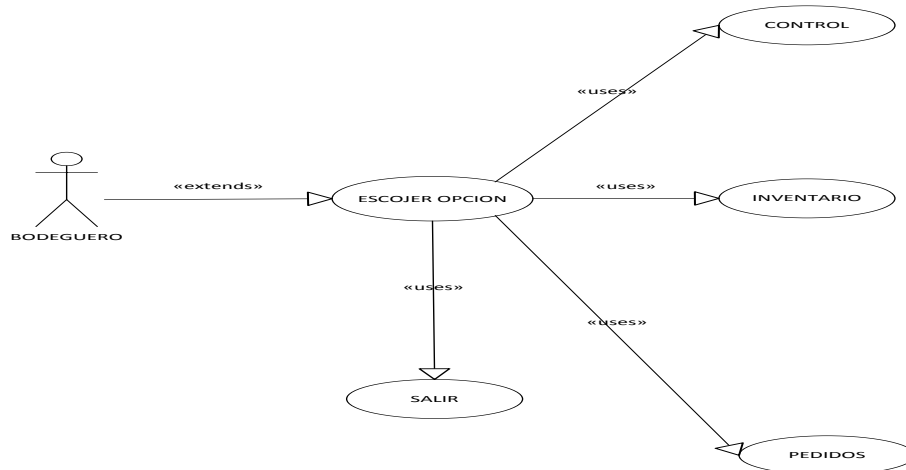 CONTROL
«uses»
«extends»
«uses»
ESCOJER OPCION
INVENTARIO
BODEGUERO
«uses»
«uses»
SALIR
PEDIDOS